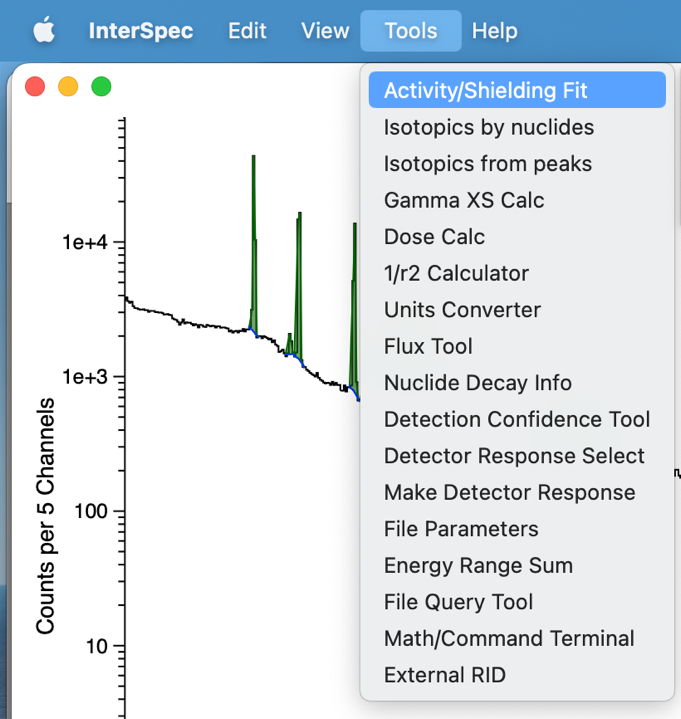 InterSpec Edit View Tools Help
Activity/Shielding Fit
Isotopics by nuclides
Isotopics from peaks
Gamma XS Calc
Dose Calc
1/r2 Calculator
Units Converter
Flux Tool
Nuclide Decay Info
Detection Confidence Tool
Detector Response Select
Make Detector Response
File Parameters
Energy Range Sum
File Query Tool
Math/Command Terminal
External RID
1e+4
1e+3
100
10
Counts per 5 Channels